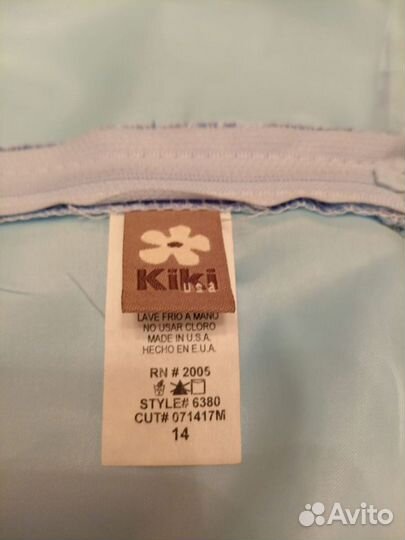 Kiki
usa
LAVE FRIO A MANO
NO USAR CLORO
MADE IN U.S.A.
HECHO EN E.U.A.
RN # 2005
STYLE# 6380
CUT# 071417M
14
Avito